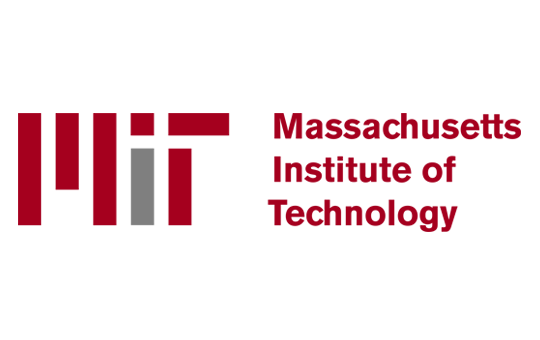 MiT
Massachusetts
Institute of
Technology